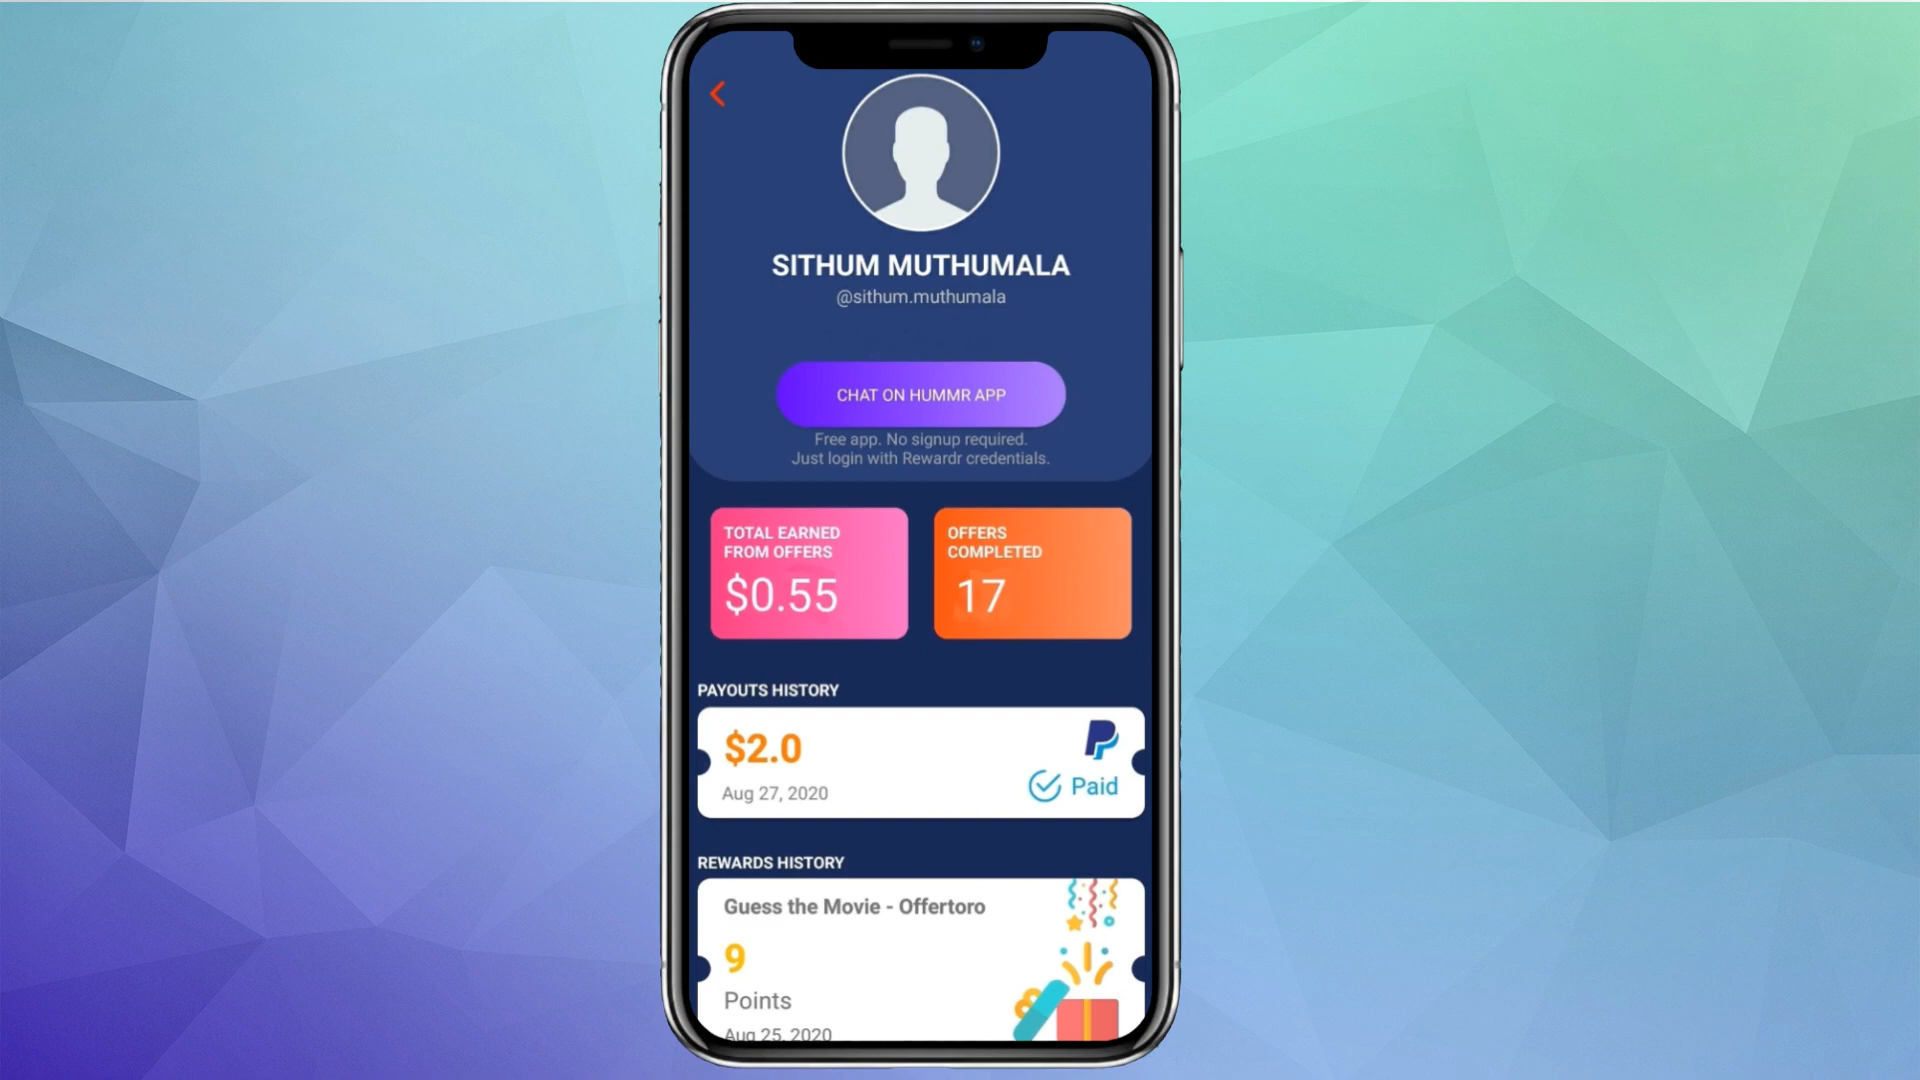 SITHUM MUTHUMALA
@sithum.muthumala
CHAT ON HUMMR APP
Free app. No signup required.
Just login with Rewardr credentials.
TOTAL EARNED
FROM OFFERS
$0.55
OFFERS
COMPLETED
17
PAYOUTS HISTORY
$2.0
Aug 27, 2020
Paid
REWARDS HISTORY
Guess the Movie - Offertoro
9
Points
Aug 25, 2020